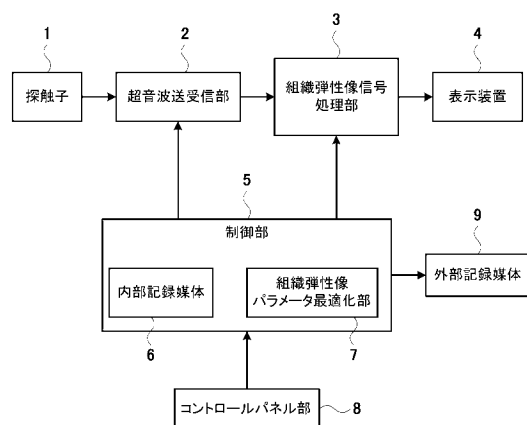 1
2
3
4
探触子
超音波送受信部
組織弾性像信号
処理部
表示装置
5
制御部
9
内部記録媒体
組織弾性像
パラメータ最適化部
外部記録媒体
6
7
コントロールパネル部
8